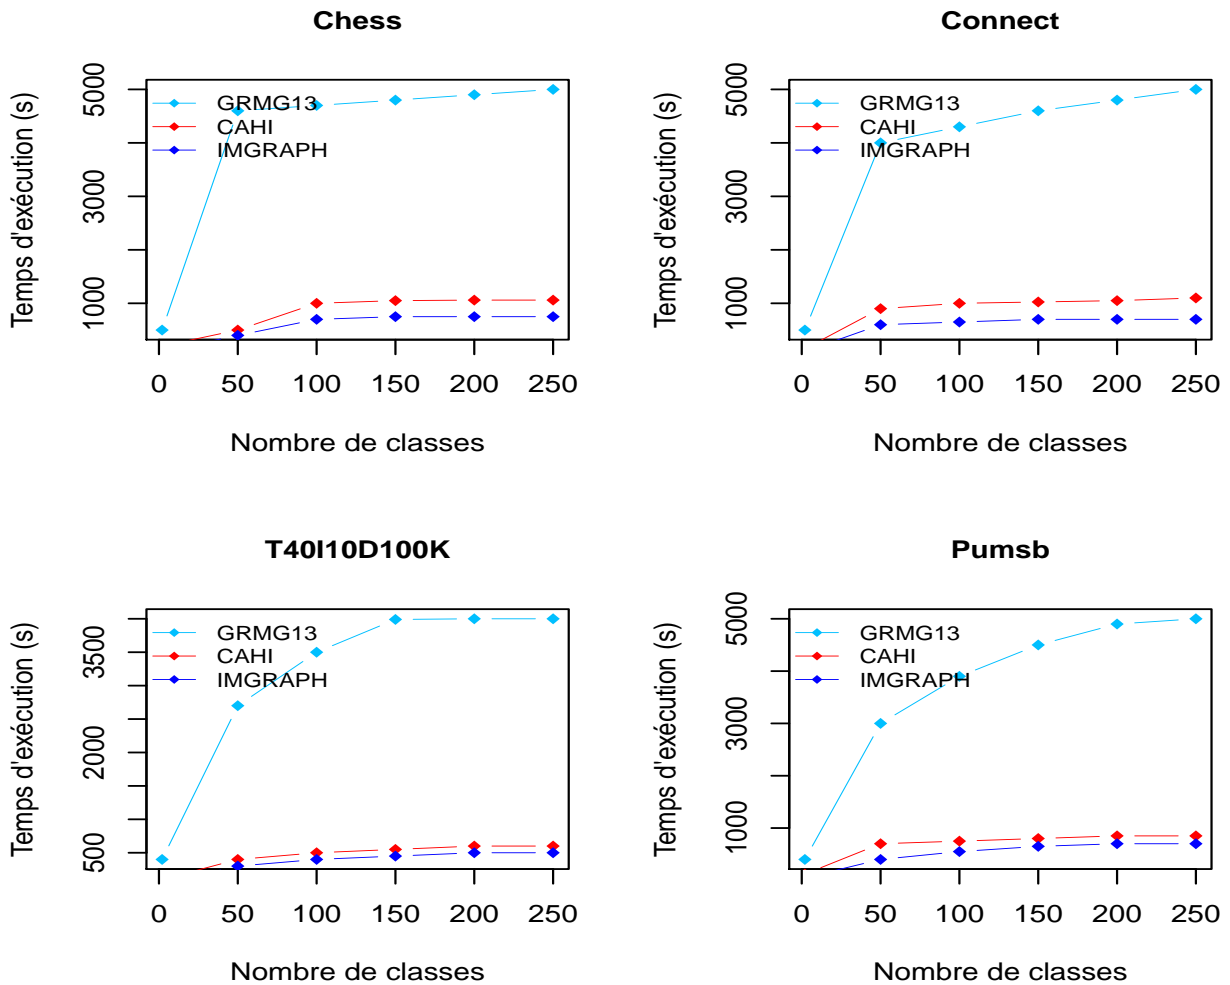 Chess
Temps d'exécution (s)
5000
3000
1000
GRMG13
CAHI
IMGRAPH
0 50 100 150 200 250
Nombre de classes
Connect
Temps d'exécution (s)
5000
3000
1000
GRMG13
CAHI
IMGRAPH
0 50 100 150 200 250
Nombre de classes
T40I10D100K
Temps d'exécution (s)
3500
2000
500
GRMG13
CAHI
IMGRAPH
0 50 100 150 200 250
Nombre de classes
Pumsb
Temps d'exécution (s)
5000
3000
1000
GRMG13
CAHI
IMGRAPH
0 50 100 150 200 250
Nombre de classes